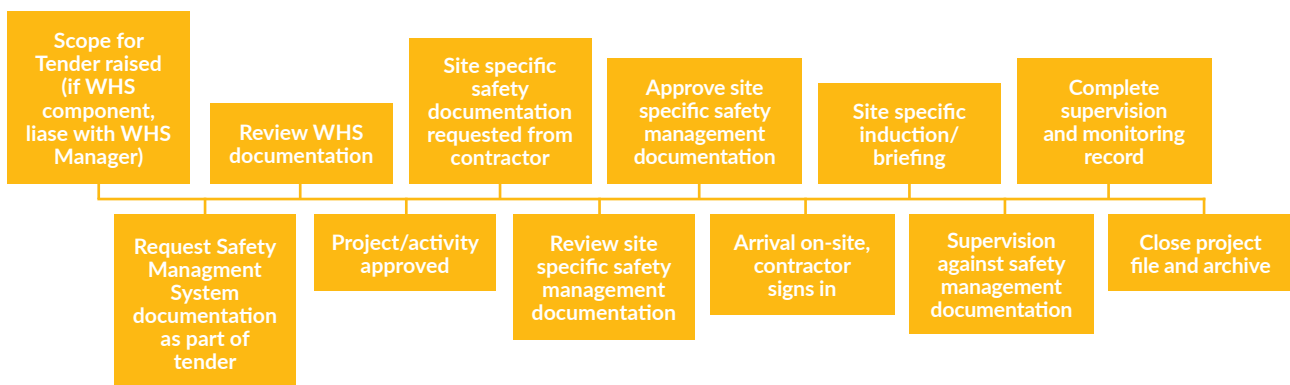 Scope for
Tender raised
(if WHS
component,
liase with WHS
Manager)
Request Safety
Managment
System
documentation
as part of
tender
Review WHS
documentation
Project/activity
approved
Site specific
safety
documentation
requested from
contractor
Review site
specific safety
management
documentation
Approve site
specific safety
management
documentation
Arrival on-site,
contractor
signs in
Site specific
induction/
briefing
Supervision
against safety
management
documentation
Complete
supervision
and monitoring
record
Close project
file and archive